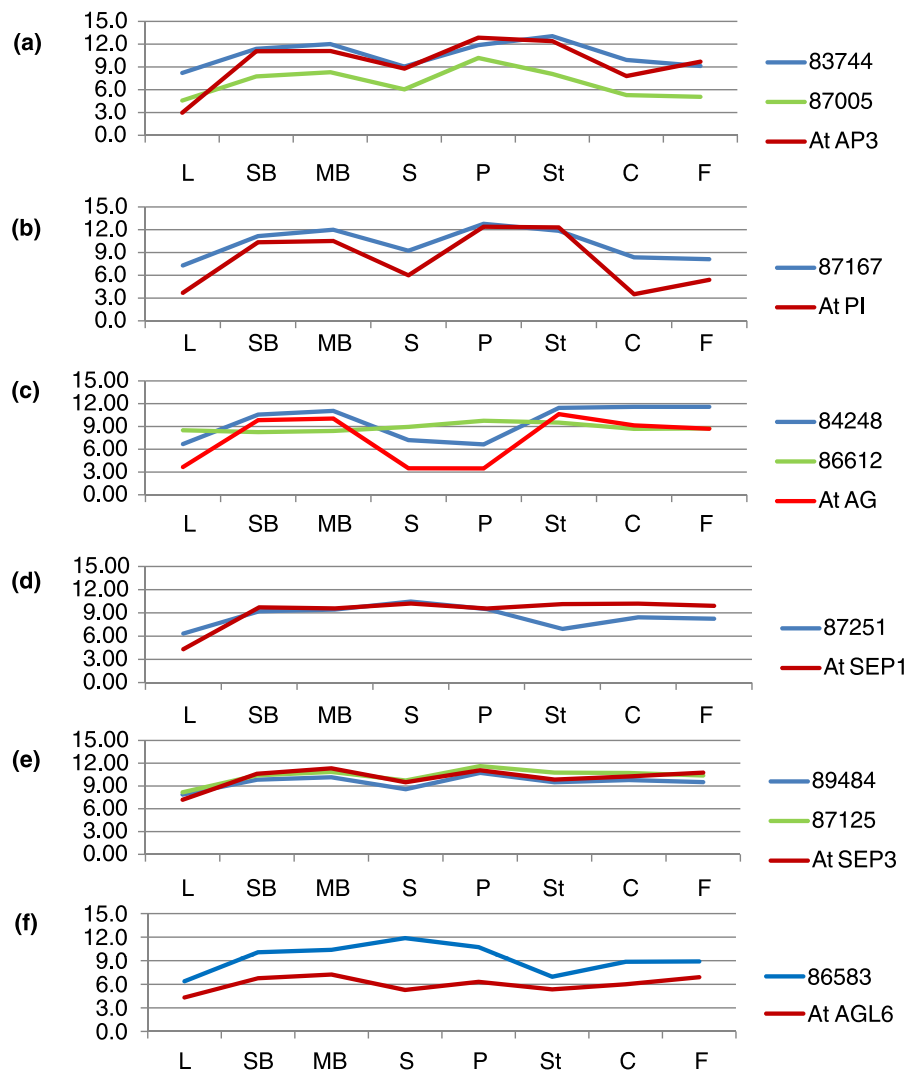 (a)
15.0
12.0
9.0
6.0
3.0
0.0
L SB MB S P St C F
83744
87005
At AP3
(b)
15.0
12.0
9.0
6.0
3.0
0.0
L SB MB S P St C F
87167
At PI
(c)
15.00
12.00
9.00
6.00
3.00
0.00
L SB MB S P St C F
84248
86612
At AG
(d)
15.00
12.00
9.00
6.00
3.00
0.00
L SB MB S P St C F
87251
At SEP1
(e)
15.00
12.00
9.00
6.00
3.00
0.00
L SB MB S P St C F
89484
87125
At SEP3
(f)
15.0
12.0
9.0
6.0
3.0
0.0
L SB MB S P St C F
86583
At AGL6